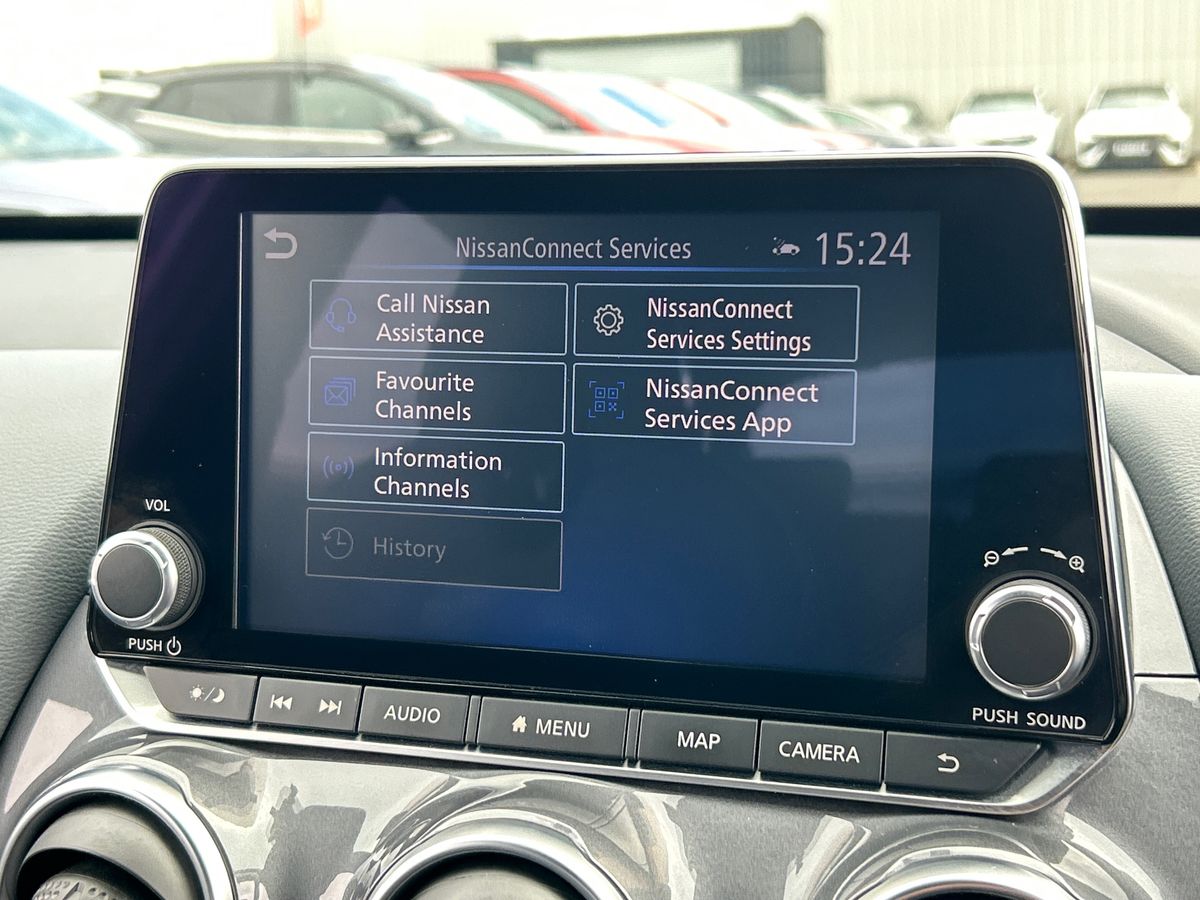 NissanConnect Services
15:24
Call Nissan
Assistance
NissanConnect
Services Settings
Favourite
Channels
NissanConnect
Services App
Information
Channels
History
VOL
PUSH
PUSH SOUND
AUDIO
MENU
MAP
CAMERA